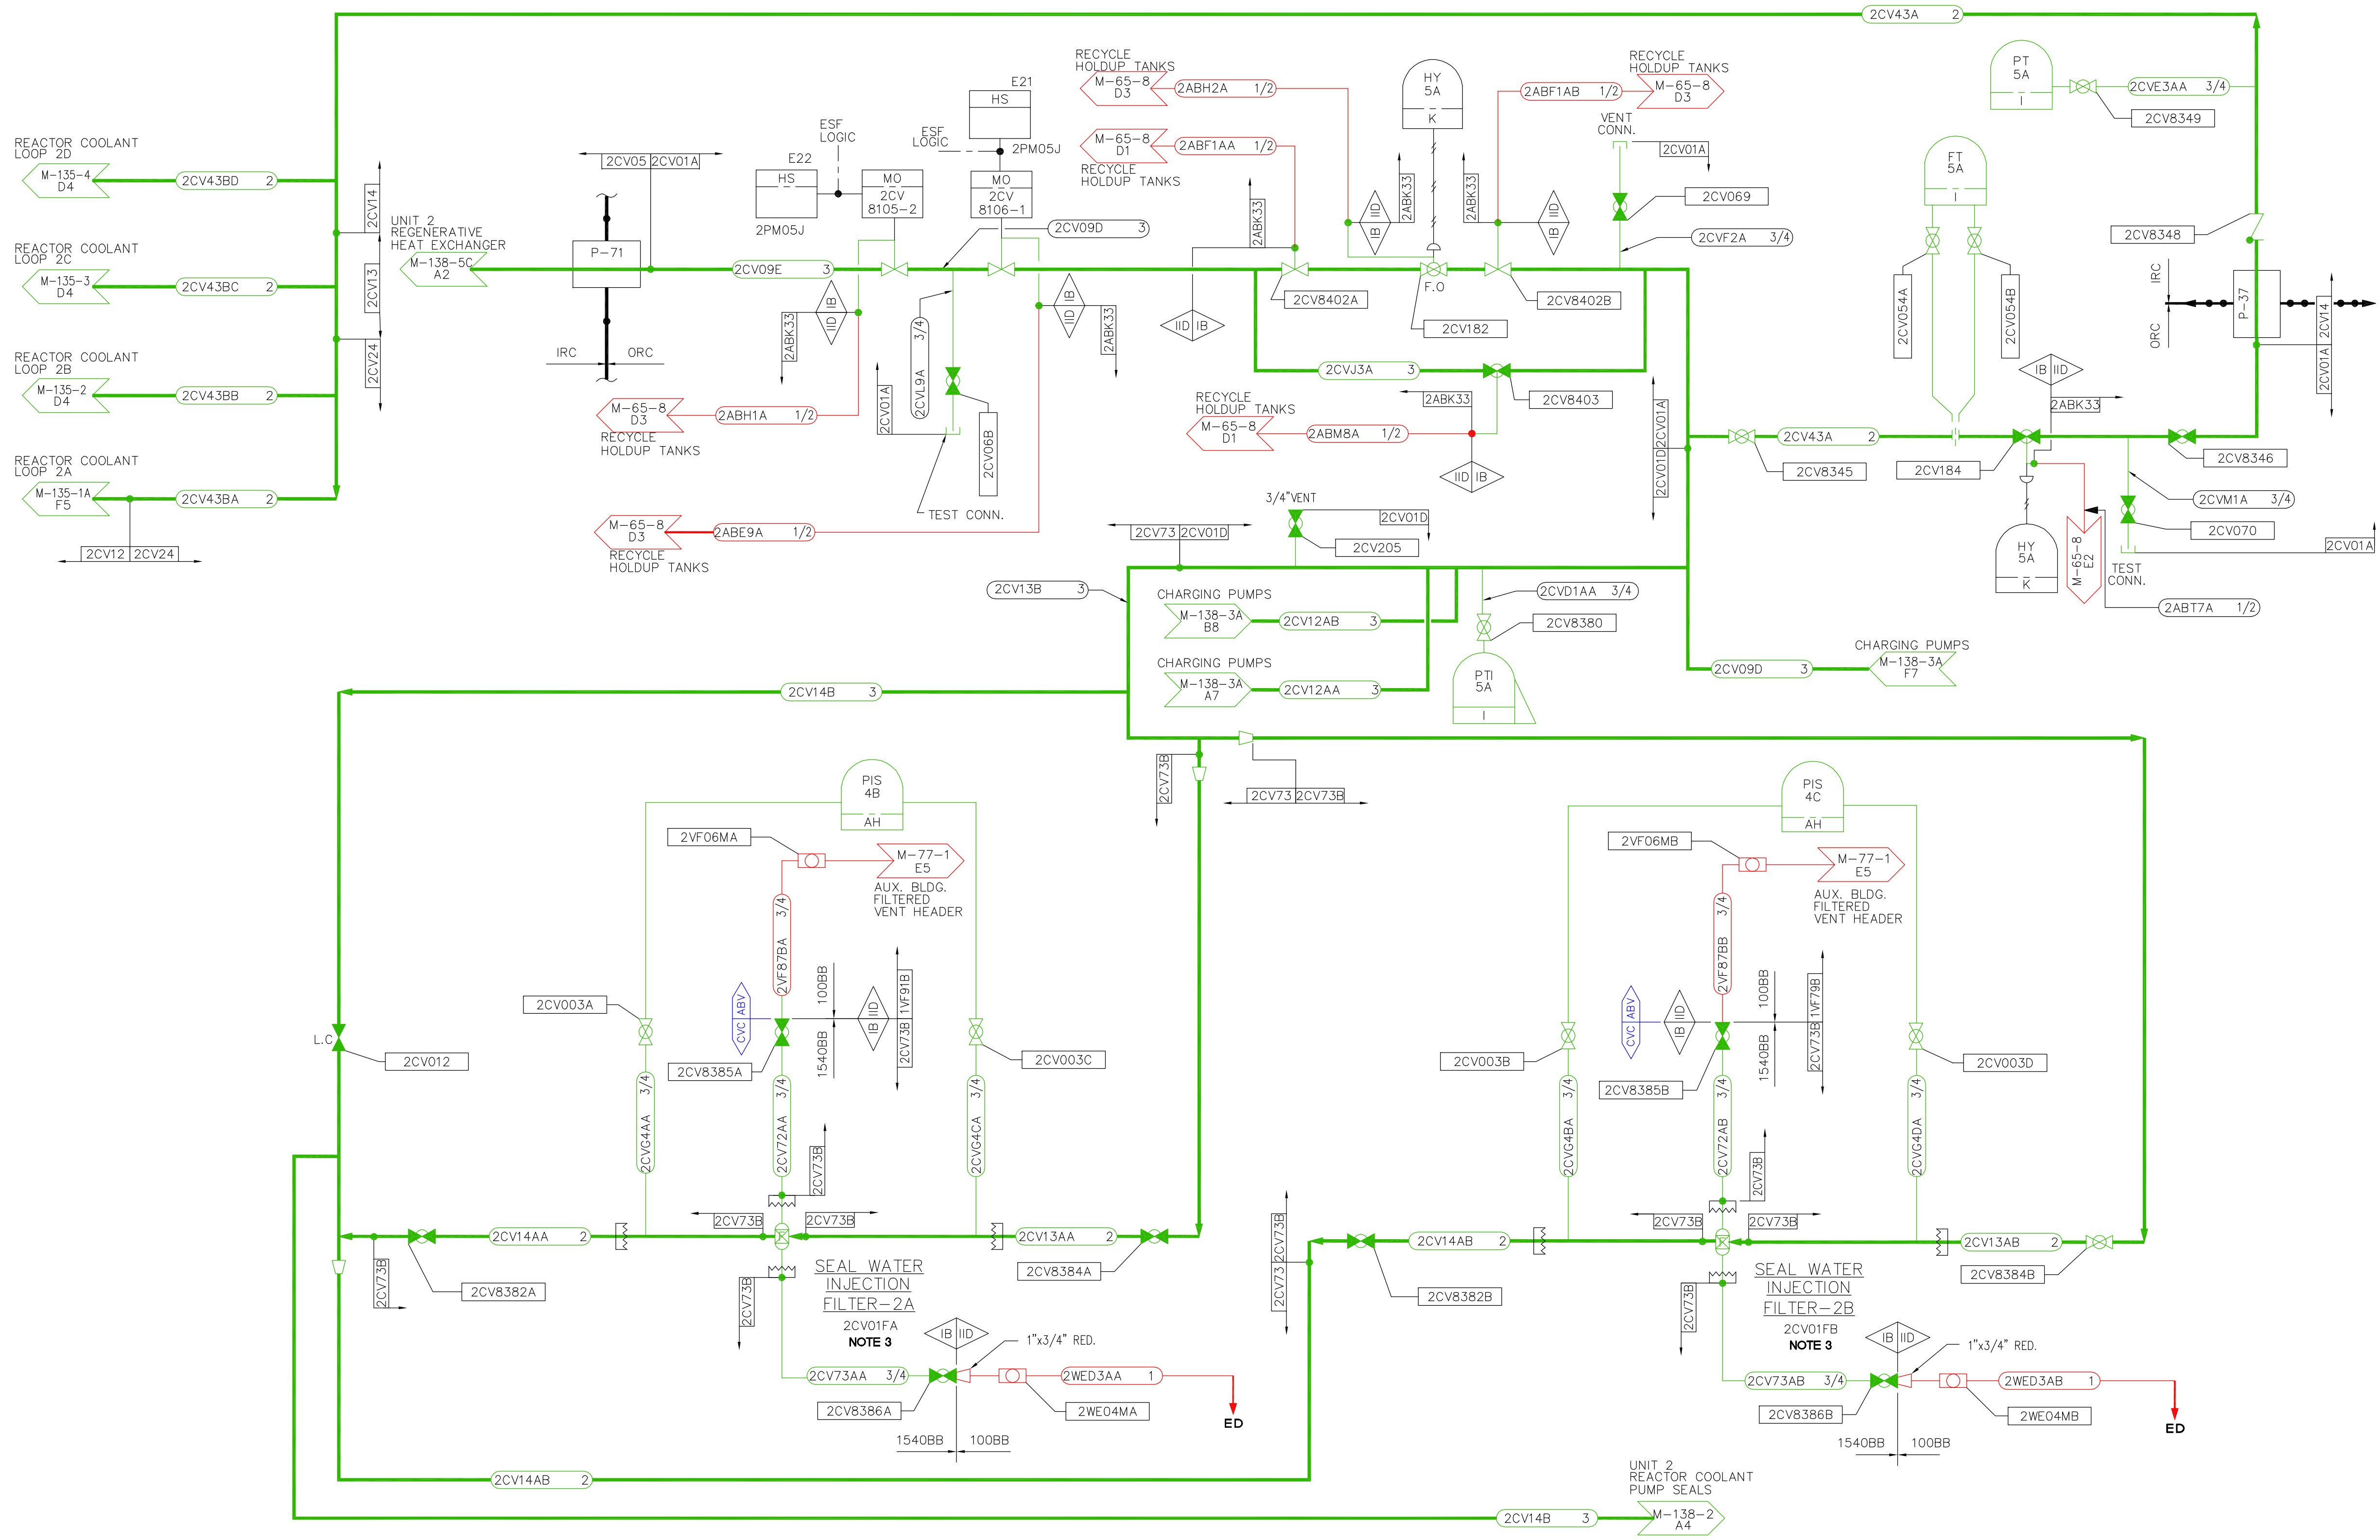 2CV43A 2
PT
5A
I
2CVE3AA 3/4
2CV8349
REACTOR COOLANT
LOOP 2D
M-135-4
D4
2CV43BD 2
2CV14
2CV13
REACTOR COOLANT
LOOP 2C
M-135-3
D4
2CV43BC 2
2CV24
REACTOR COOLANT
LOOP 2B
M-135-2
D4
2CV43BB 2
REACTOR COOLANT
LOOP 2A
M-135-1A
F5
2CV43BA 2
2CV12 2CV24
UNIT 2
REGENERATIVE
HEAT EXCHANGER
M-138-5C
A2
P-71
IRC ORC
2CV05 2CV01A
2CV09E 3
E22
HS
2PM05J
ESF
LOGIC
MO
2CV
8105-2
E21
HS
2PM05J
ESF
LOGIC
MO
2CV
8106-1
2CV09D 3
IID IB
2ABK33
M-65-8
D3
2ABH1A 1/2
RECYCLE
HOLDUP TANKS
2CV01A
2CVL9A 3/4
2CV06B
TEST CONN.
IID IB
2ABK33
M-65-8
D3
2ABE9A 1/2
RECYCLE
HOLDUP TANKS
RECYCLE
HOLDUP TANKS
M-65-8
D3
2ABH2A 1/2
M-65-8
D1
2ABF1AA 1/2
RECYCLE
HOLDUP TANKS
2ABK33
IID IB
2CV8402A
HY
5A
K
IB IID
2ABK33
2ABK33
IB IID
F.O
2CV182
2CV8402B
2ABF1AB 1/2
RECYCLE
HOLDUP TANKS
M-65-8
D3
VENT
CONN.
2CV01A
2CV069
2CVF2A 3/4
2CVJ3A 3
2CV8403
RECYCLE
HOLDUP TANKS
M-65-8
D1
2ABM8A 1/2
2ABK33
IID IB
2CV01D 2CV01A
FT
5A
I
2CV054A
2CV054B
2CV8348
IRC
ORC
P-37
2CV01A 2CV14
IB IID
2ABK33
2CV8345
2CV43A 2
2CV184
2CV8346
HY
5A
K
M-65-8
E2
2CVM1A 3/4
2CV070
2CV01A
TEST
CONN.
2ABT7A 1/2
3/4"VENT
2CV01D
2CV205
2CV73 2CV01D
2CV13B 3
CHARGING PUMPS
M-138-3A
B8
2CV12AB 3
CHARGING PUMPS
M-138-3A
A7
2CV12AA 3
2CVD1AA 3/4
2CV8380
PTI
5A
I
2CV09D 3
CHARGING PUMPS
M-138-3A
F7
2CV14B 3
2CV73B
2CV73 2CV73B
L.C
2CV012
PIS
4B
AH
2VF06MA
M-77-1
E5
AUX. BLDG.
FILTERED
VENT HEADER
2VF87BA 3/4
2CV003A
CVC ABV
100BB
1540BB
IB IID
2CV73B 1VF91B
2CV8385A
2CV003C
2CVG4AA 3/4
2CV72AA 3/4
2CVG4CA 3/4
2CV73B
2CV73B
2CV73B
2CV73B
2CV8382A
2CV14AA 2
2CV13AA 2
2CV8384A
2CV73B
SEAL WATER
INJECTION
FILTER-2A
2CV01FA
NOTE 3
IB IID
1"x3/4" RED.
2CV73AA 3/4
2CV8386A
2WED3AA 1
2WE04MA
ED
1540BB 100BB
PIS
4C
AH
2VF06MB
M-77-1
E5
AUX. BLDG.
FILTERED
VENT HEADER
2VF87BB 3/4
2CV003B
CVC ABV
IB IID
100BB
1540BB
2CV73B 1VF79B
2CV8385B
2CV003D
2CVG4BA 3/4
2CV72AB 3/4
2CVG4DA 3/4
2CV73B
2CV73B
2CV73B
2CV73 2CV73B
2CV14AB 2
2CV8382B
2CV13AB 2
2CV8384B
2CV73B
SEAL WATER
INJECTION
FILTER-2B
2CV01FB
NOTE 3
IB IID
1"x3/4" RED.
2CV73AB 3/4
2CV8386B
2WED3AB 1
2WE04MB
ED
1540BB 100BB
2CV14AB 2
UNIT 2
REACTOR COOLANT
PUMP SEALS
2CV14B 3
M-138-2
A4